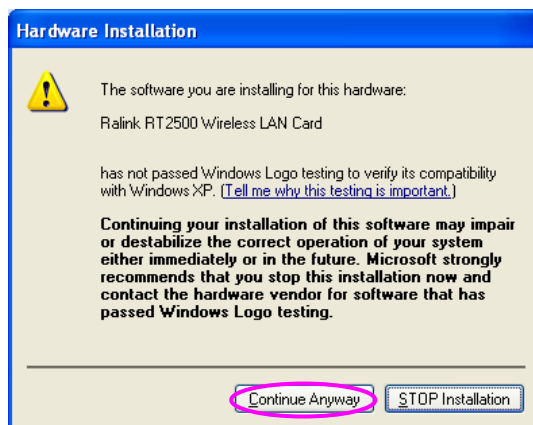 Hardware Installation
The software you are installing for this hardware:
Ralink RT2500 Wireless LAN Card
has not passed Windows Logo testing to verify its compatibility
with Windows XP. (Tell me why this testing is important.)
Continuing your installation of this software may impair
or destabilize the correct operation of your system
either immediately or in the future. Microsoft strongly
recommends that you stop this installation now and
contact the hardware vendor for software that has
passed Windows Logo testing.
Continue Anyway STOP Installation